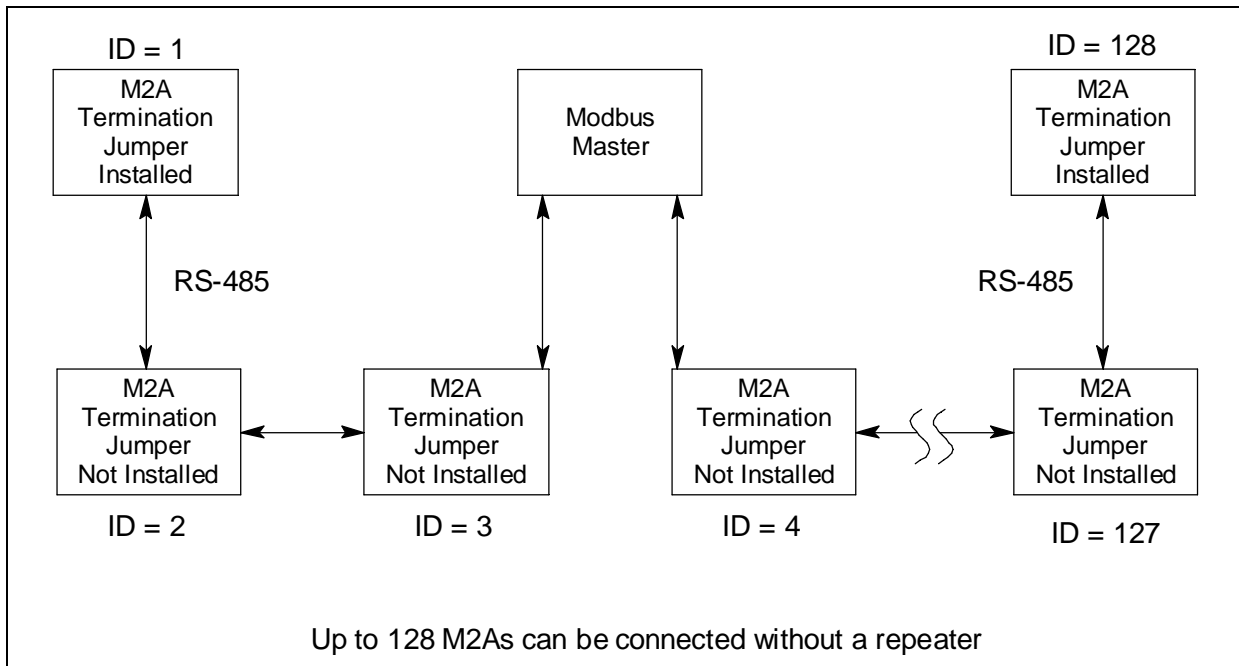 ID = 1
M2A
Termination
Jumper
Installed
Modbus
Master
ID = 128
M2A
Termination
Jumper
Installed
RS-485
RS-485
M2A
Termination
Jumper
Not Installed
ID = 2
M2A
Termination
Jumper
Not Installed
ID = 3
M2A
Termination
Jumper
Not Installed
ID = 4
M2A
Termination
Jumper
Not Installed
ID = 127
Up to 128 M2As can be connected without a repeater